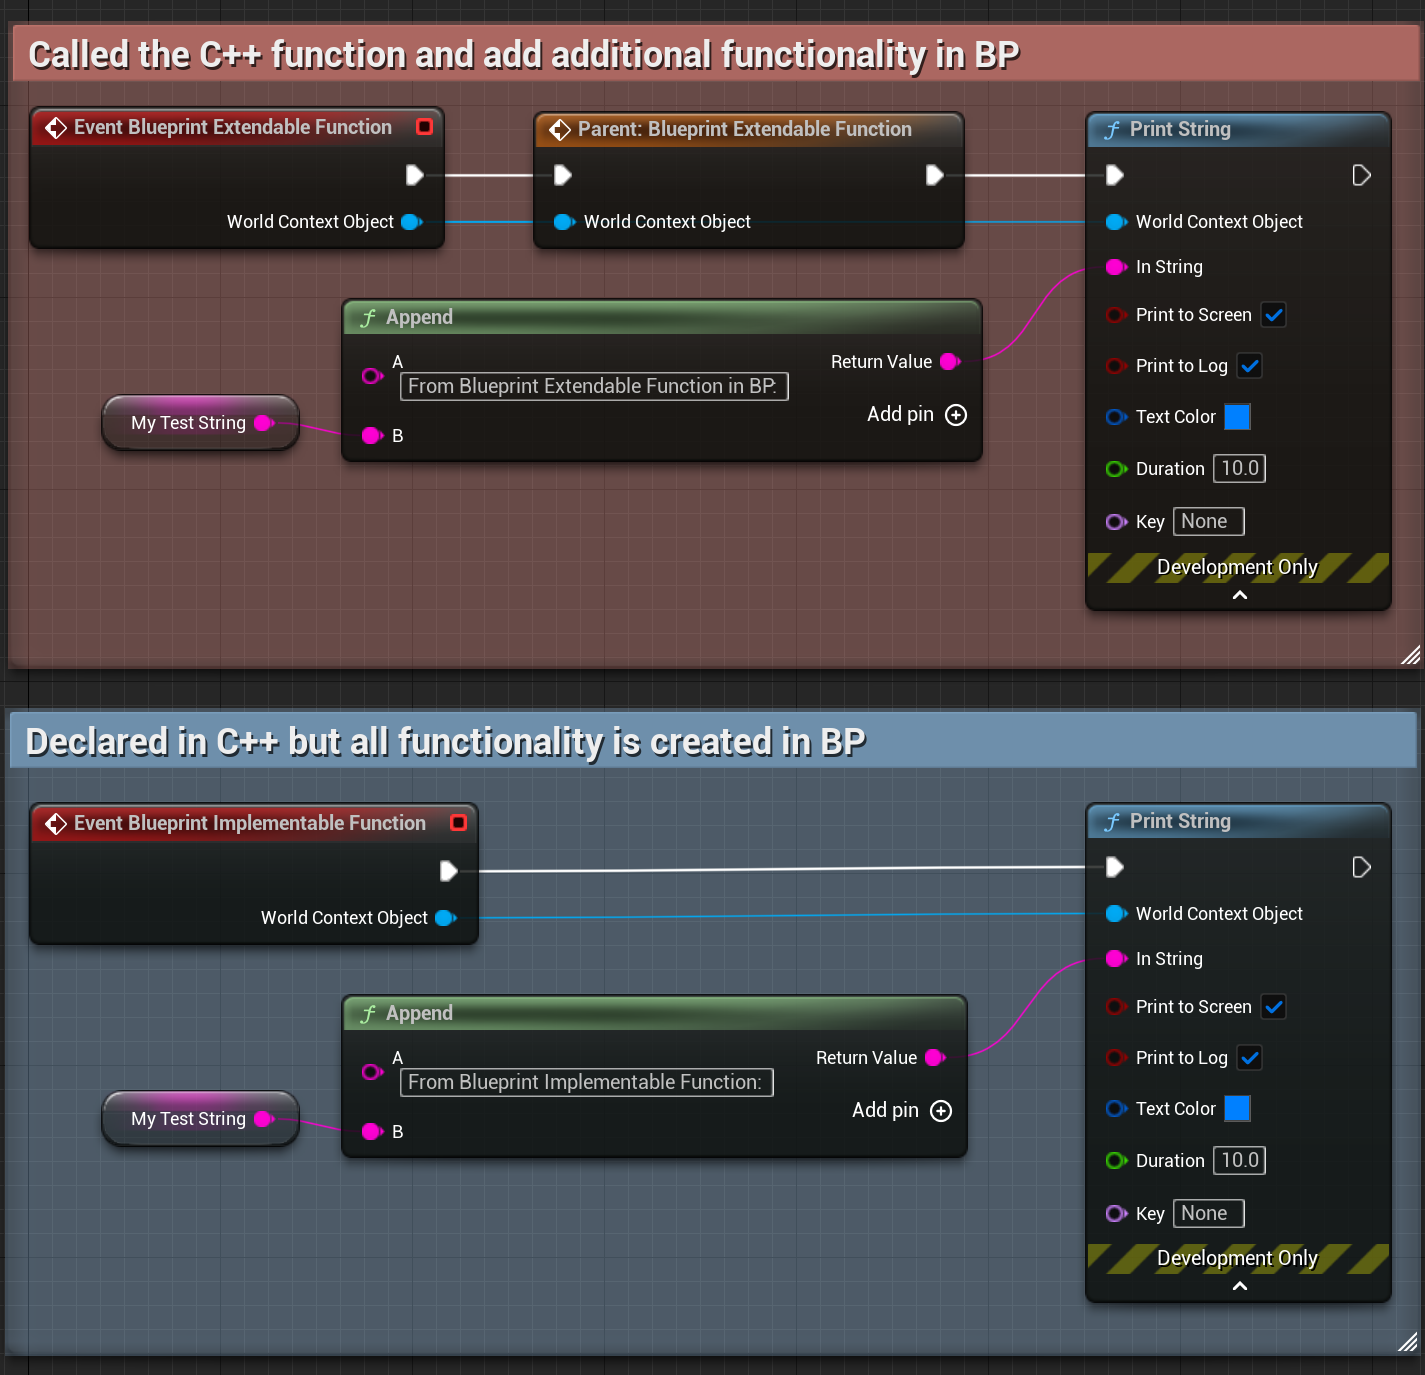 Called the C++ function and add additional functionality in BP
Event Blueprint Extendable Function
World Context Object
Parent: Blueprint Extendable Function
World Context Object
Print String
World Context Object
In String
Print to Screen
Print to Log
Text Color
Duration 10.0
Key None
Development Only
Append
A
From Blueprint Extendable Function in BP:
Return Value
Add pin
B
My Test String
Declared in C++ but all functionality is created in BP
Event Blueprint Implementable Function
World Context Object
Print String
World Context Object
In String
Print to Screen
Print to Log
Text Color
Duration 10.0
Key None
Development Only
Append
A
From Blueprint Implementable Function:
Return Value
Add pin
B
My Test String